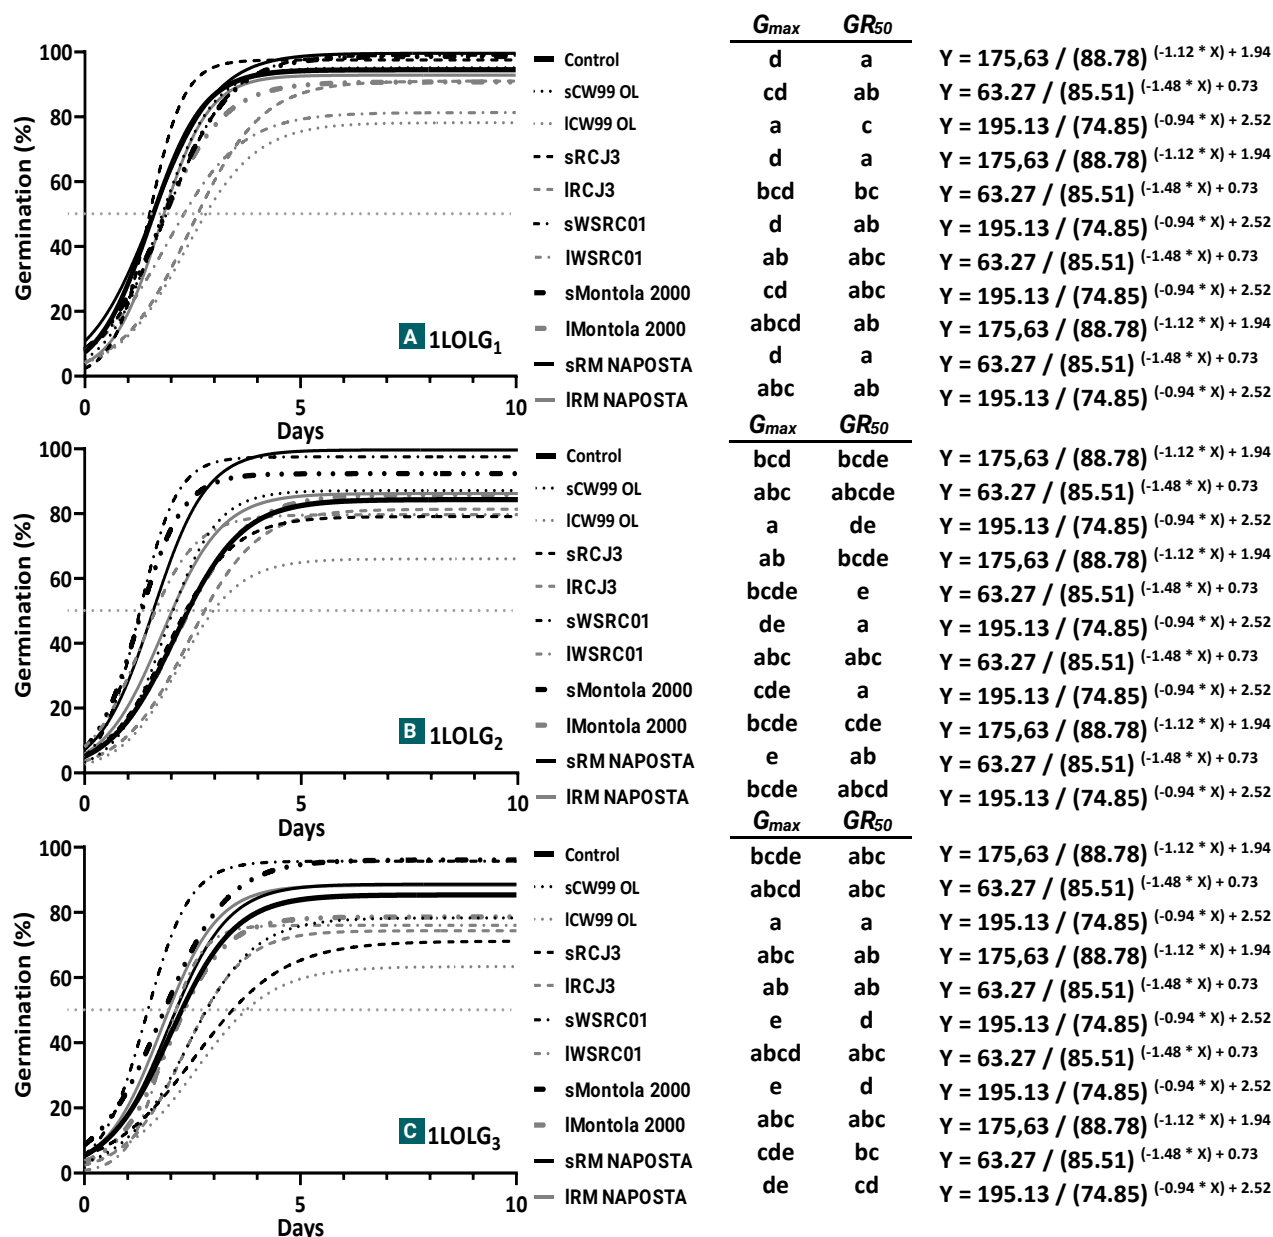 G_max GR_50
100
80
60
40
20
0
Germination (%)
0 5 10
Days
A 1LOLG_1
Control d a Y = 175,63 / (88.78) ^(-1.12 * X) + 1.94
sCW99 OL cd ab Y = 63.27 / (85.51) ^(-1.48 * X) + 0.73
lCW99 OL a c Y = 195.13 / (74.85) ^(-0.94 * X) + 2.52
sRCJ3 d a Y = 175,63 / (88.78) ^(-1.12 * X) + 1.94
lRCJ3 bcd bc Y = 63.27 / (85.51) ^(-1.48 * X) + 0.73
sWSRC01 d ab Y = 195.13 / (74.85) ^(-0.94 * X) + 2.52
lWSRC01 ab abc Y = 63.27 / (85.51) ^(-1.48 * X) + 0.73
sMontola 2000 cd abc Y = 195.13 / (74.85) ^(-0.94 * X) + 2.52
lMontola 2000 abcd ab Y = 175,63 / (88.78) ^(-1.12 * X) + 1.94
sRM NAPOSTA d a Y = 63.27 / (85.51) ^(-1.48 * X) + 0.73
lRM NAPOSTA abc ab Y = 195.13 / (74.85) ^(-0.94 * X) + 2.52
G_max GR_50
100
80
60
40
20
0
Germination (%)
0 5 10
Days
B 1LOLG_2
Control bcd bcde Y = 175,63 / (88.78) ^(-1.12 * X) + 1.94
sCW99 OL abc abcde Y = 63.27 / (85.51) ^(-1.48 * X) + 0.73
lCW99 OL a de Y = 195.13 / (74.85) ^(-0.94 * X) + 2.52
sRCJ3 ab bcde Y = 175,63 / (88.78) ^(-1.12 * X) + 1.94
lRCJ3 bcde e Y = 63.27 / (85.51) ^(-1.48 * X) + 0.73
sWSRC01 de a Y = 195.13 / (74.85) ^(-0.94 * X) + 2.52
lWSRC01 abc abc Y = 63.27 / (85.51) ^(-1.48 * X) + 0.73
sMontola 2000 cde a Y = 195.13 / (74.85) ^(-0.94 * X) + 2.52
lMontola 2000 bcde cde Y = 175,63 / (88.78) ^(-1.12 * X) + 1.94
sRM NAPOSTA e ab Y = 63.27 / (85.51) ^(-1.48 * X) + 0.73
lRM NAPOSTA bcde abcd Y = 195.13 / (74.85) ^(-0.94 * X) + 2.52
G_max GR_50
100
80
60
40
20
0
Germination (%)
0 5 10
Days
C 1LOLG_3
Control bcde abc Y = 175,63 / (88.78) ^(-1.12 * X) + 1.94
sCW99 OL abcd abc Y = 63.27 / (85.51) ^(-1.48 * X) + 0.73
lCW99 OL a a Y = 195.13 / (74.85) ^(-0.94 * X) + 2.52
sRCJ3 abc ab Y = 175,63 / (88.78) ^(-1.12 * X) + 1.94
lRCJ3 ab ab Y = 63.27 / (85.51) ^(-1.48 * X) + 0.73
sWSRC01 e d Y = 195.13 / (74.85) ^(-0.94 * X) + 2.52
lWSRC01 abcd abc Y = 63.27 / (85.51) ^(-1.48 * X) + 0.73
sMontola 2000 e d Y = 195.13 / (74.85) ^(-0.94 * X) + 2.52
lMontola 2000 abc abc Y = 175,63 / (88.78) ^(-1.12 * X) + 1.94
sRM NAPOSTA cde bc Y = 63.27 / (85.51) ^(-1.48 * X) + 0.73
lRM NAPOSTA de cd Y = 195.13 / (74.85) ^(-0.94 * X) + 2.52